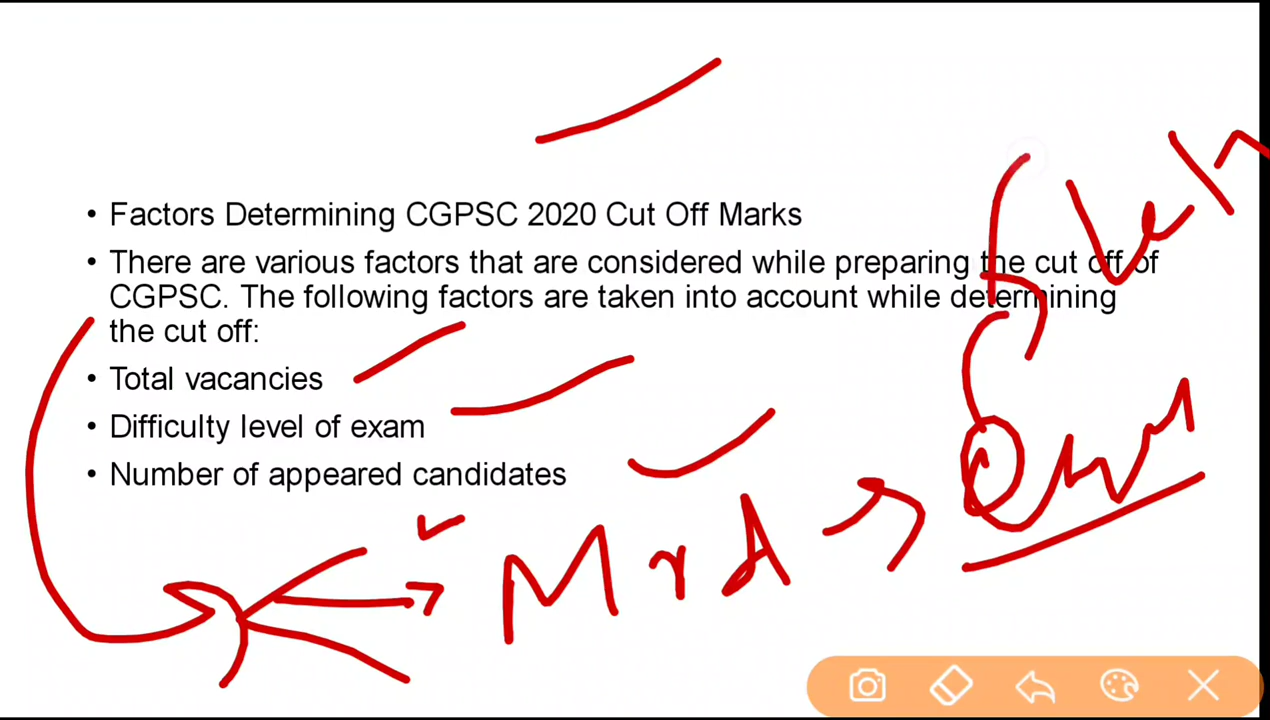 • Factors Determining CGPSC 2020 Cut Off Marks
• There are various factors that are considered while preparing the cut off of
CGPSC. The following factors are taken into account while determining
the cut off:
• Total vacancies
• Difficulty level of exam
• Number of appeared candidates